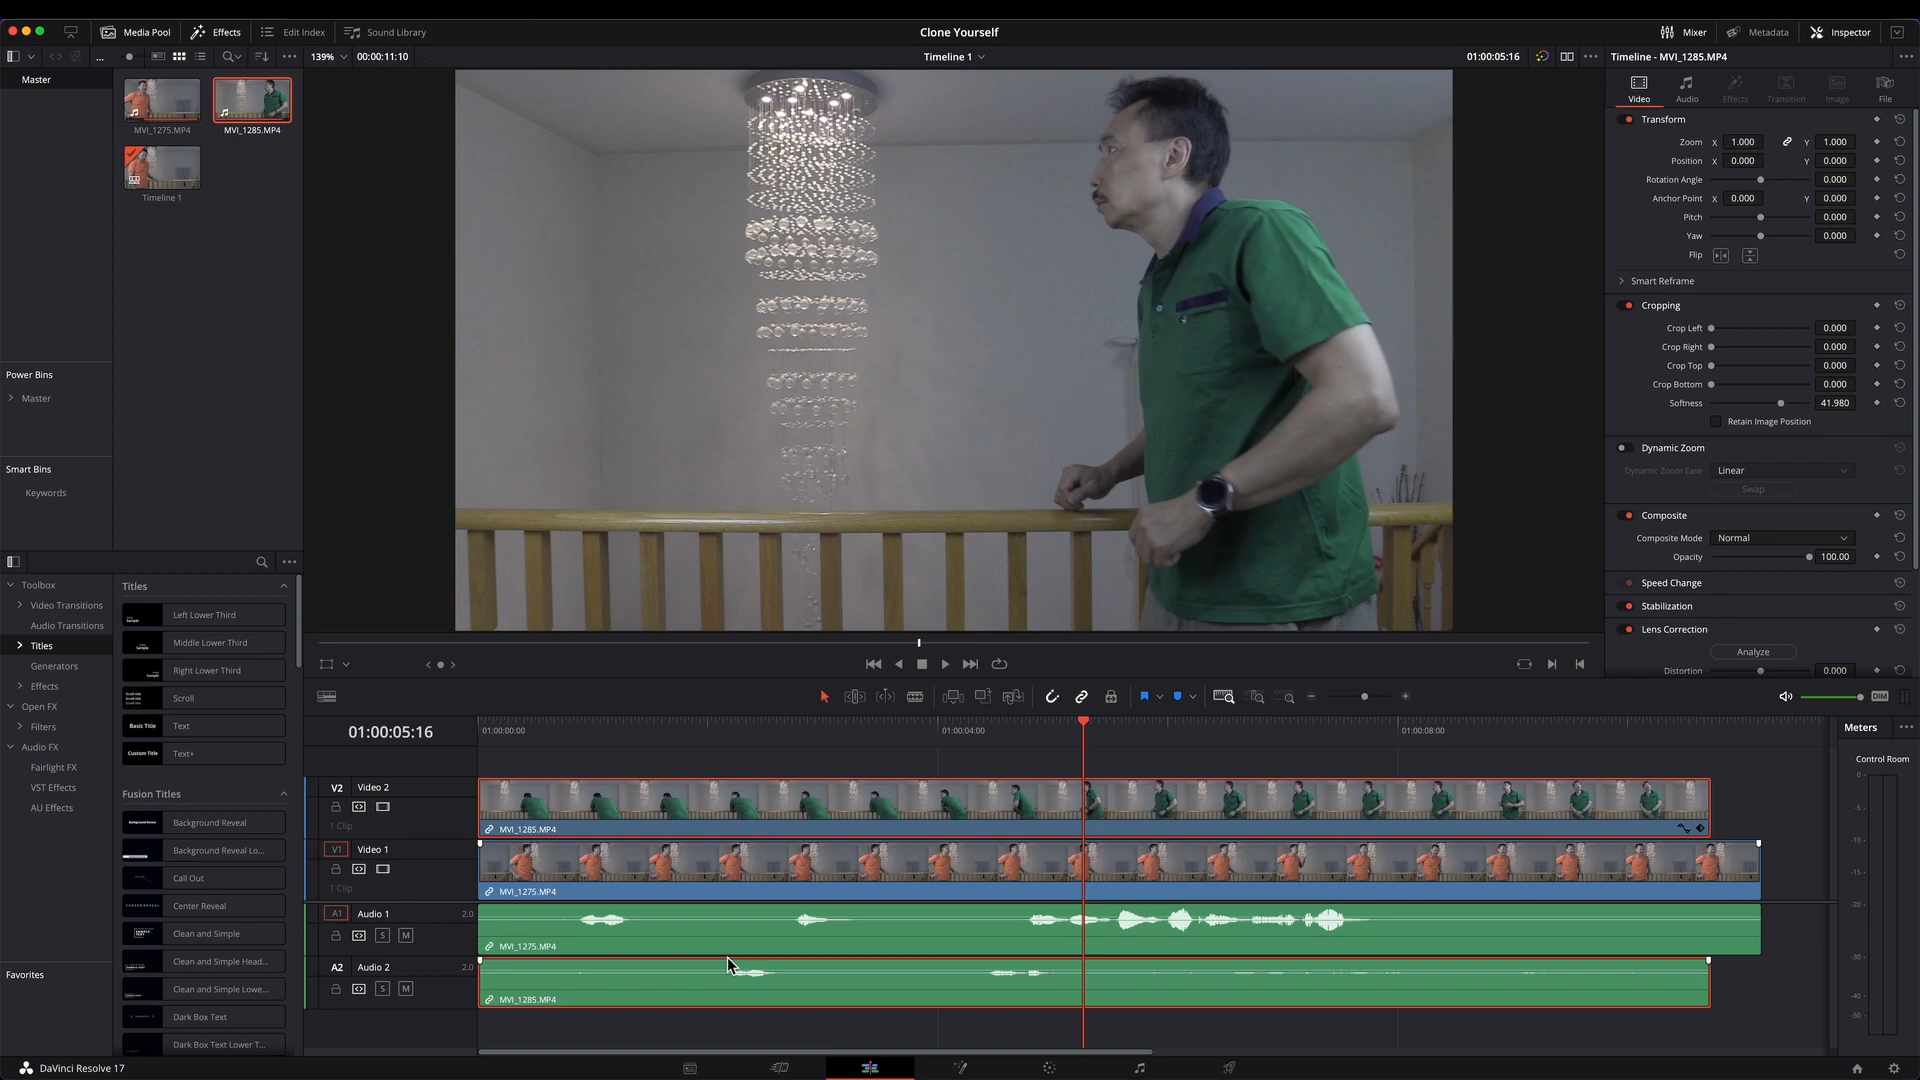 Media Pool
Effects
Edit Index
Sound Library
Clone Yourself
Mixer
Metadata
Inspector
139%
00:00:11:10
Timeline 1
01:00:05:16
Timeline - MVI_1285.MP4
Master
MVI_1275.MP4
MVI_1285.MP4
Timeline 1
Power Bins
Master
Smart Bins
Keywords
Video
Audio
Effects
Transition
Image
File
Transform
Zoom X 1.000 Y 1.000
Position X 0.000 Y 0.000
Rotation Angle 0.000
Anchor Point X 0.000 Y 0.000
Pitch 0.000
Yaw 0.000
Flip
Smart Reframe
Cropping
Crop Left 0.000
Crop Right 0.000
Crop Top 0.000
Crop Bottom 0.000
Softness 41.980
Retain Image Position
Dynamic Zoom
Dynamic Zoom Ease Linear
Swap
Composite
Composite Mode Normal
Opacity 100.00
Speed Change
Stabilization
Lens Correction
Analyze
Distortion 0.000
Toolbox
Video Transitions
Audio Transitions
Titles
Generators
Effects
Open FX
Filters
Audio FX
Fairlight FX
VST Effects
AU Effects
Favorites
Titles
Left Lower Third
Middle Lower Third
Right Lower Third
Scroll
Basic Title Text
Custom Title Text+
Fusion Titles
Background Reveal
Background Reveal Lo...
Call Out
Center Reveal
Clean and Simple
Clean and Simple Head...
Clean and Simple Lowe...
Dark Box Text
Dark Box Text Lower T...
DIM
01:00:05:16
01:00:00:00
01:00:04:00
01:00:08:00
V2 Video 2
1 Clip
MVI_1285.MP4
V1 Video 1
1 Clip
MVI_1275.MP4
A1 Audio 1 2.0
S M
MVI_1275.MP4
A2 Audio 2 2.0
S M
MVI_1285.MP4
Meters
Control Room
0
-5
-10
-15
-20
-30
-40
-50
DaVinci Resolve 17